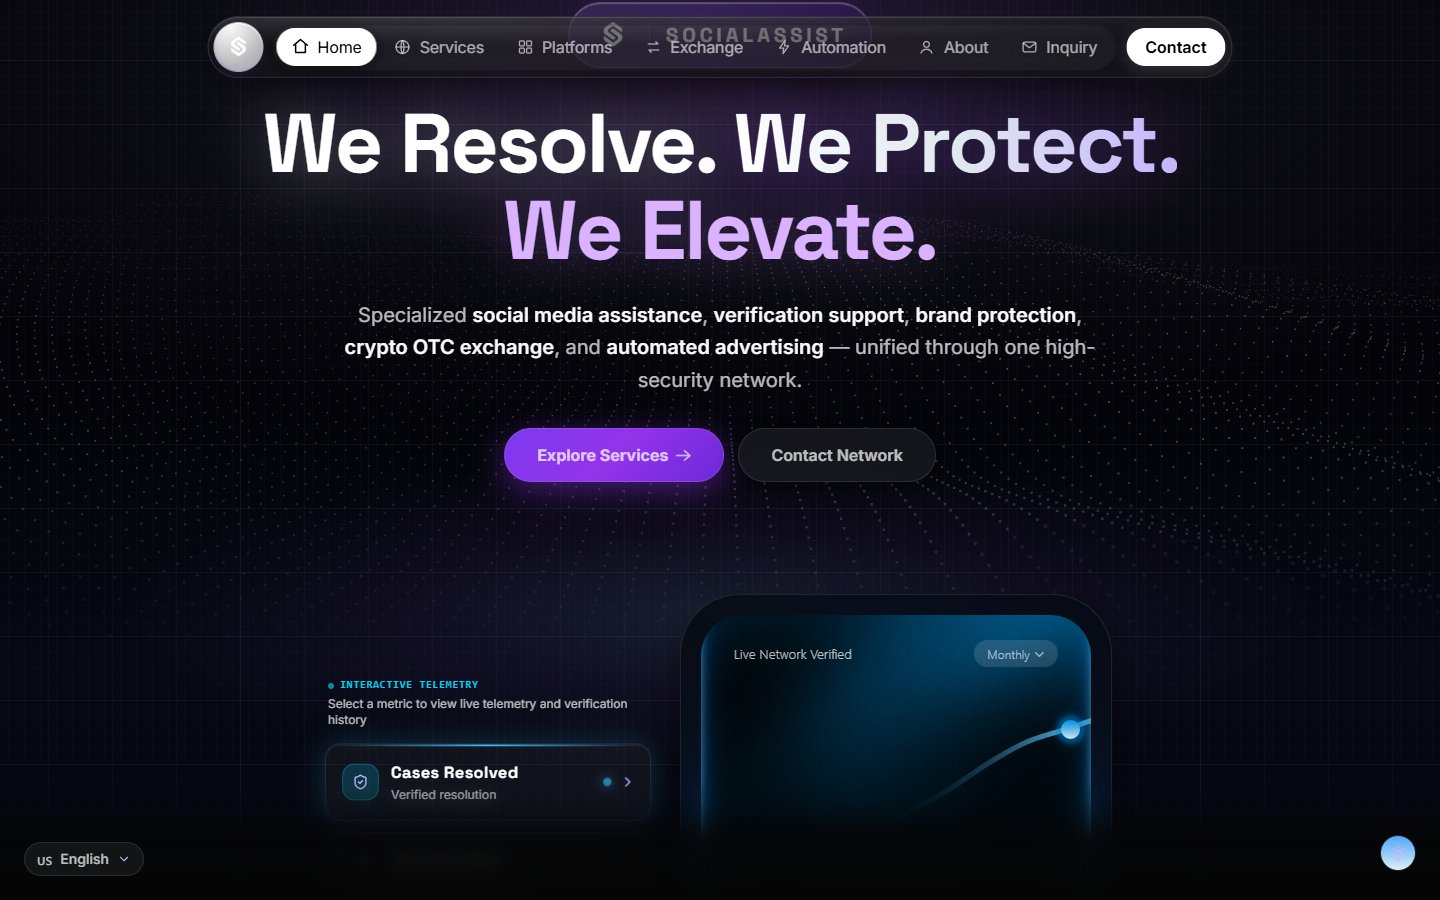 SOCIALASSIST
Home Services Platforms Exchange Automation About Inquiry Contact
We Resolve. We Protect.
We Elevate.
Specialized social media assistance, verification support, brand protection,
crypto OTC exchange, and automated advertising — unified through one high-
security network.
Explore Services → Contact Network
Live Network Verified Monthly
INTERACTIVE TELEMETRY
Select a metric to view live telemetry and verification
history
Cases Resolved
Verified resolution
US English